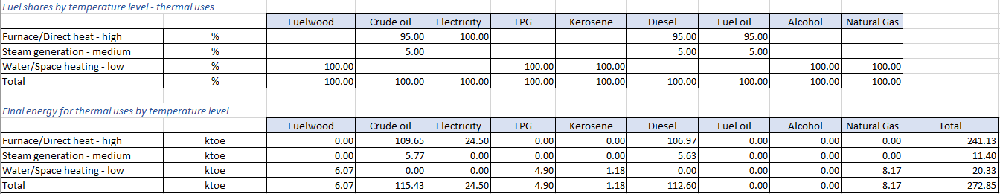 Fuel shares by temperature level - thermal uses
Fuelwood Crude oil Electricity LPG Kerosene Diesel Fuel oil Alcohol Natural Gas
Furnace/Direct heat - high % 95.00 100.00 95.00 95.00
Steam generation - medium % 5.00 5.00 5.00
Water/Space heating - low % 100.00 100.00 100.00 100.00 100.00
Total % 100.00 100.00 100.00 100.00 100.00 100.00 100.00 100.00 100.00
Final energy for thermal uses by temperature level
Fuelwood Crude oil Electricity LPG Kerosene Diesel Fuel oil Alcohol Natural Gas Total
Furnace/Direct heat - high ktoe 0.00 109.65 24.50 0.00 0.00 106.97 0.00 0.00 0.00 241.13
Steam generation - medium ktoe 0.00 5.77 0.00 0.00 0.00 5.63 0.00 0.00 0.00 11.40
Water/Space heating - low ktoe 6.07 0.00 0.00 4.90 1.18 0.00 0.00 0.00 8.17 20.33
Total ktoe 6.07 115.43 24.50 4.90 1.18 112.60 0.00 0.00 8.17 272.85